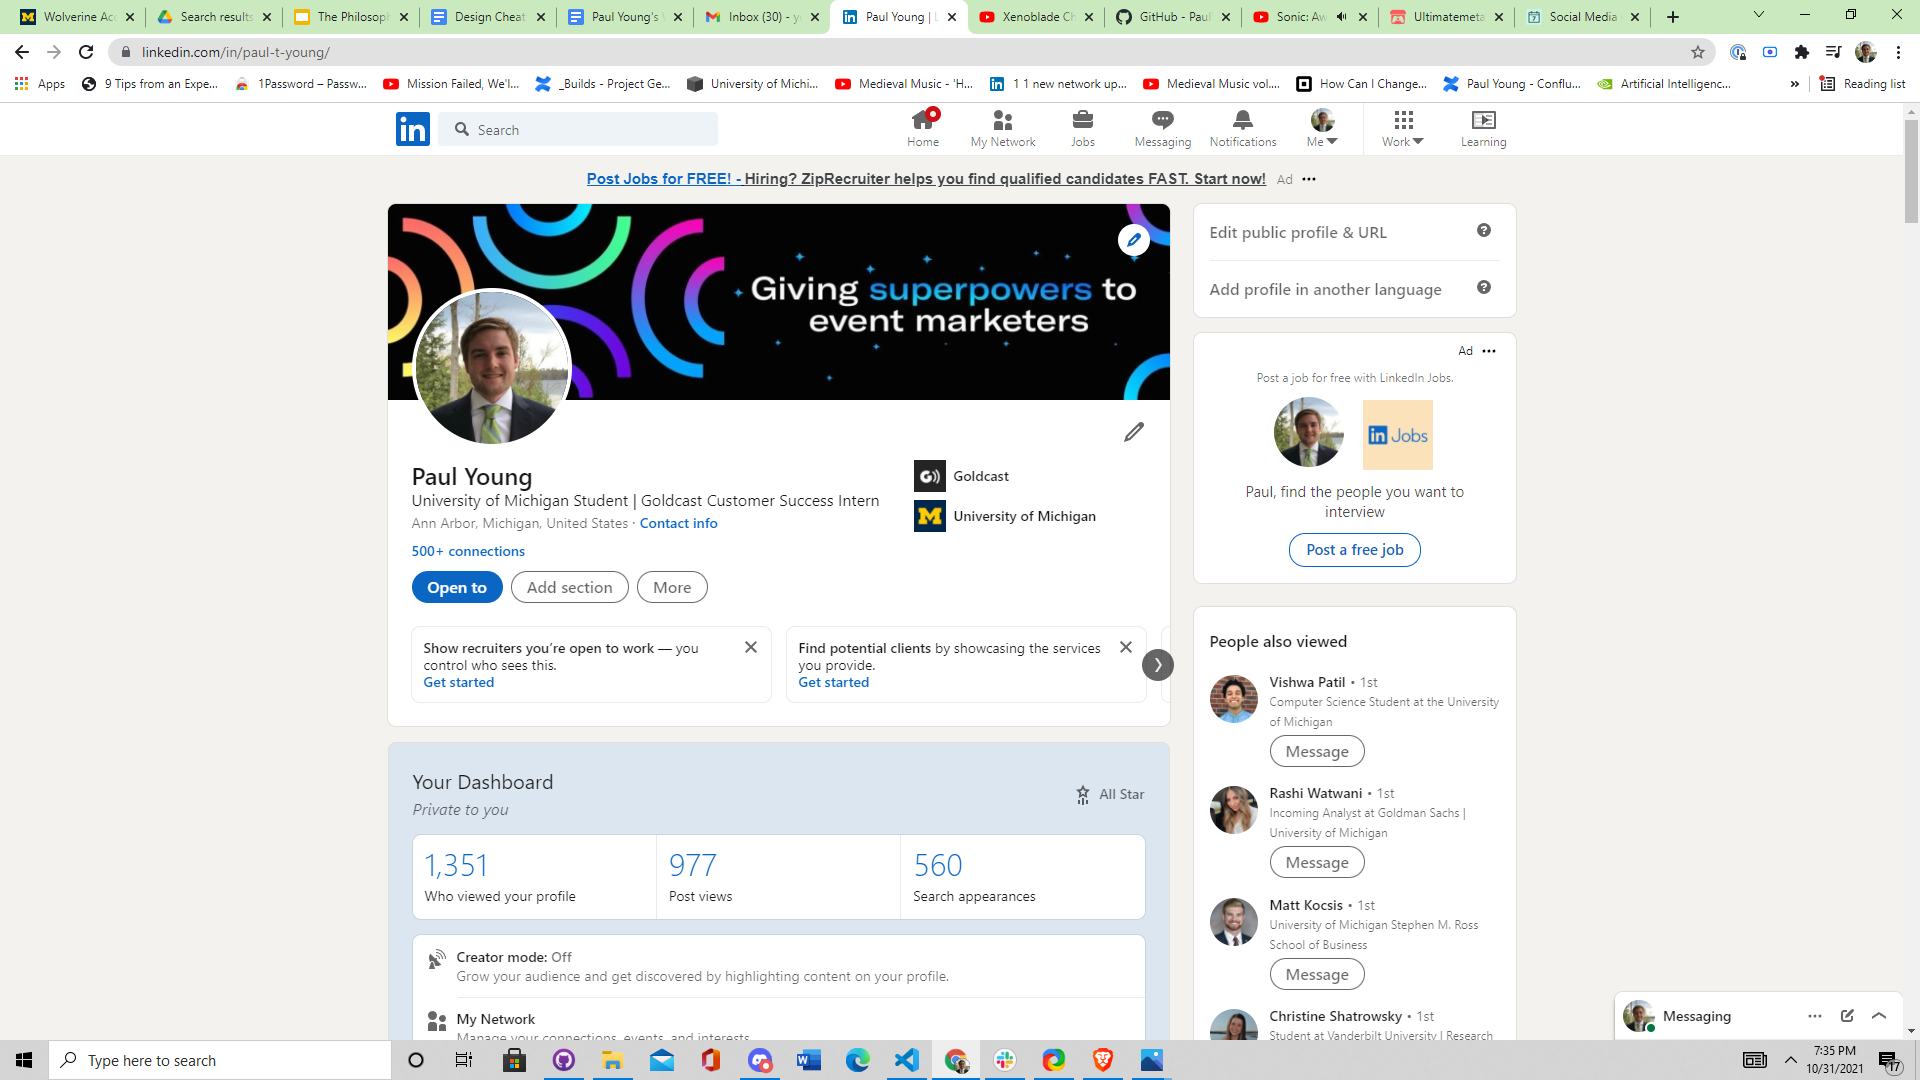 Wolverine Acc
Search results
The Philosoph
Design Cheat
Paul Young's
Inbox (30) - y
Paul Young | L
Xenoblade Ch
GitHub - Paul
Sonic: Aw
Ultimatemeta
Social Media
linkedin.com/in/paul-t-young/
Apps
9 Tips from an Expe...
1Password – Passw...
Mission Failed, We'l...
_Builds - Project Ge...
University of Michi...
Medieval Music - 'H...
1 1 new network up...
Medieval Music vol....
How Can I Change...
Paul Young - Conflu...
Artificial Intelligenc...
»
Reading list
in
Search
Home
My Network
Jobs
Messaging
Notifications
Me
Work
Learning
Post Jobs for FREE! - Hiring? ZipRecruiter helps you find qualified candidates FAST. Start now!
Ad
Giving superpowers to
event marketers
Paul Young
University of Michigan Student | Goldcast Customer Success Intern
Ann Arbor, Michigan, United States · Contact info
500+ connections
Goldcast
University of Michigan
Open to
Add section
More
Show recruiters you're open to work — you
control who sees this.
Get started
Find potential clients by showcasing the services
you provide.
Get started
Your Dashboard
Private to you
All Star
1,351
Who viewed your profile
977
Post views
560
Search appearances
Creator mode: Off
Grow your audience and get discovered by highlighting content on your profile.
My Network
Manage your connections, events, and interests.
Edit public profile & URL
Add profile in another language
Ad
Post a job for free with LinkedIn Jobs.
in Jobs
Paul, find the people you want to
interview
Post a free job
People also viewed
Vishwa Patil • 1st
Computer Science Student at the University
of Michigan
Message
Rashi Watwani • 1st
Incoming Analyst at Goldman Sachs |
University of Michigan
Message
Matt Kocsis • 1st
University of Michigan Stephen M. Ross
School of Business
Message
Christine Shatrowsky • 1st
Student at Vanderbilt University | Research
Messaging
Type here to search
7:35 PM
10/31/2021
17